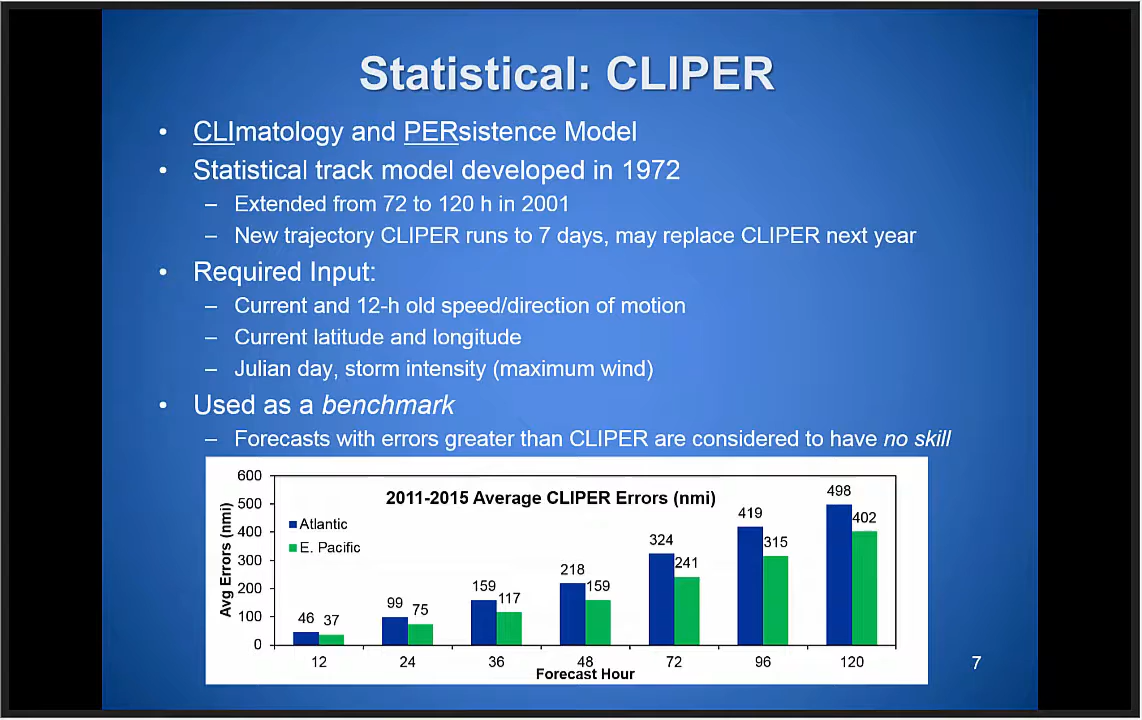 Statistical: CLIPER
• CLImatology and PERsistence Model
• Statistical track model developed in 1972
– Extended from 72 to 120 h in 2001
– New trajectory CLIPER runs to 7 days, may replace CLIPER next year
• Required Input:
– Current and 12-h old speed/direction of motion
– Current latitude and longitude
– Julian day, storm intensity (maximum wind)
• Used as a benchmark
– Forecasts with errors greater than CLIPER are considered to have no skill
2011-2015 Average CLIPER Errors (nmi)
Avg Errors (nmi)
600
500
400
300
200
100
0
Atlantic
E. Pacific
46 37
99 75
159 117
218 159
324 241
419 315
498 402
12 24 36 48 72 96 120
Forecast Hour
7